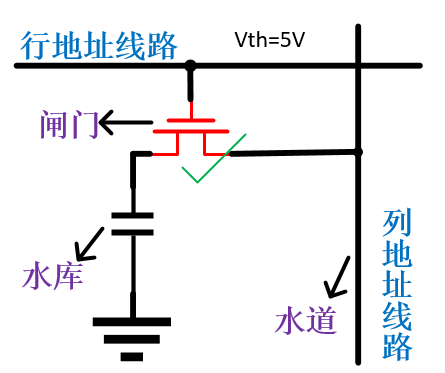 行地址线路
Vth=5V
闸门
水库
水道
列地址线路